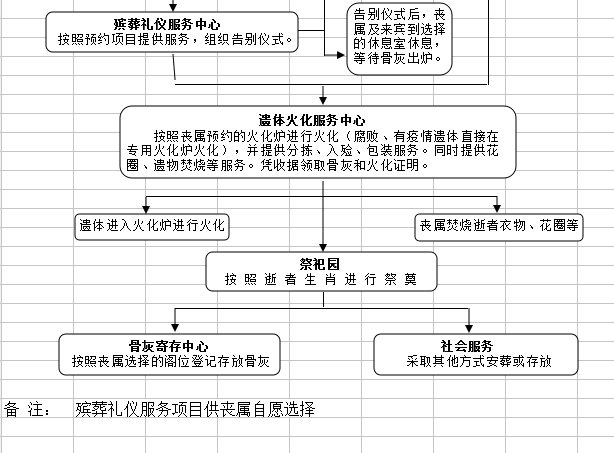 殡葬礼仪服务中心
按照预约项目提供服务，组织告别仪式。
告别仪式后，丧
属及来宾到选择
的休息室休息，
等待骨灰出炉。
遗体火化服务中心
按照丧属预约的火化炉进行火化（腐败、有疫情遗体直接在
专用火化炉火化），并提供分拣、入殓、包装服务。同时提供花
圈、遗物焚烧等服务。凭收据领取骨灰和火化证明。
遗体进入火化炉进行火化
丧属焚烧逝者衣物、花圈等
祭祀园
按照逝者生肖进行祭奠
骨灰寄存中心
按照丧属选择的阁位登记存放骨灰
社会服务
采取其他方式安葬或存放
备 注： 殡葬礼仪服务项目供丧属自愿选择